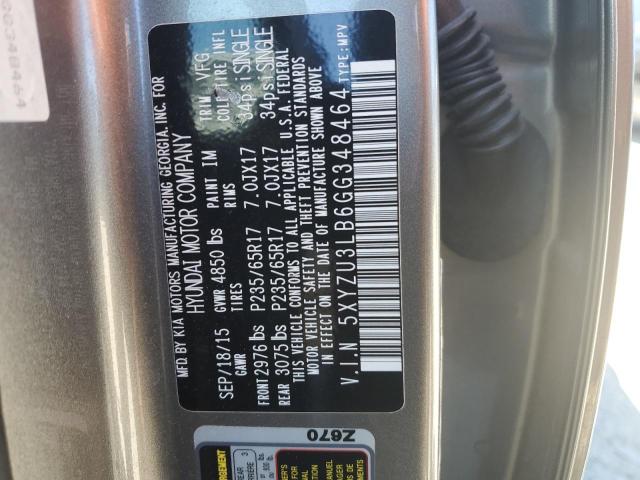 MFD.BY KIA MOTORS MANUFACTURING GEORGIA.INC.FOR
HYUNDAI MOTOR COMPANY
SEP/18/15 GVWR 4850 lbs PAINT IM TRIM VFG
GAWR TIRES RIMS COLD TIRE INFL
FRONT 2976 lbs P235/65R17 7.0JX17 34psi SINGLE
REAR 3075 lbs P235/65R17 7.0JX17 34psi SINGLE
THIS VEHICLE CONFORMS TO ALL APPLICABLE U.S.A. FEDERAL
MOTOR VEHICLE SAFETY AND THEFT PREVENTION STANDARDS
IN EFFECT ON THE DATE OF MANUFACTURE SHOWN ABOVE
V.I.N 5XYZU3LB6GG348464 TYPE:MPV
Z670
GG348464